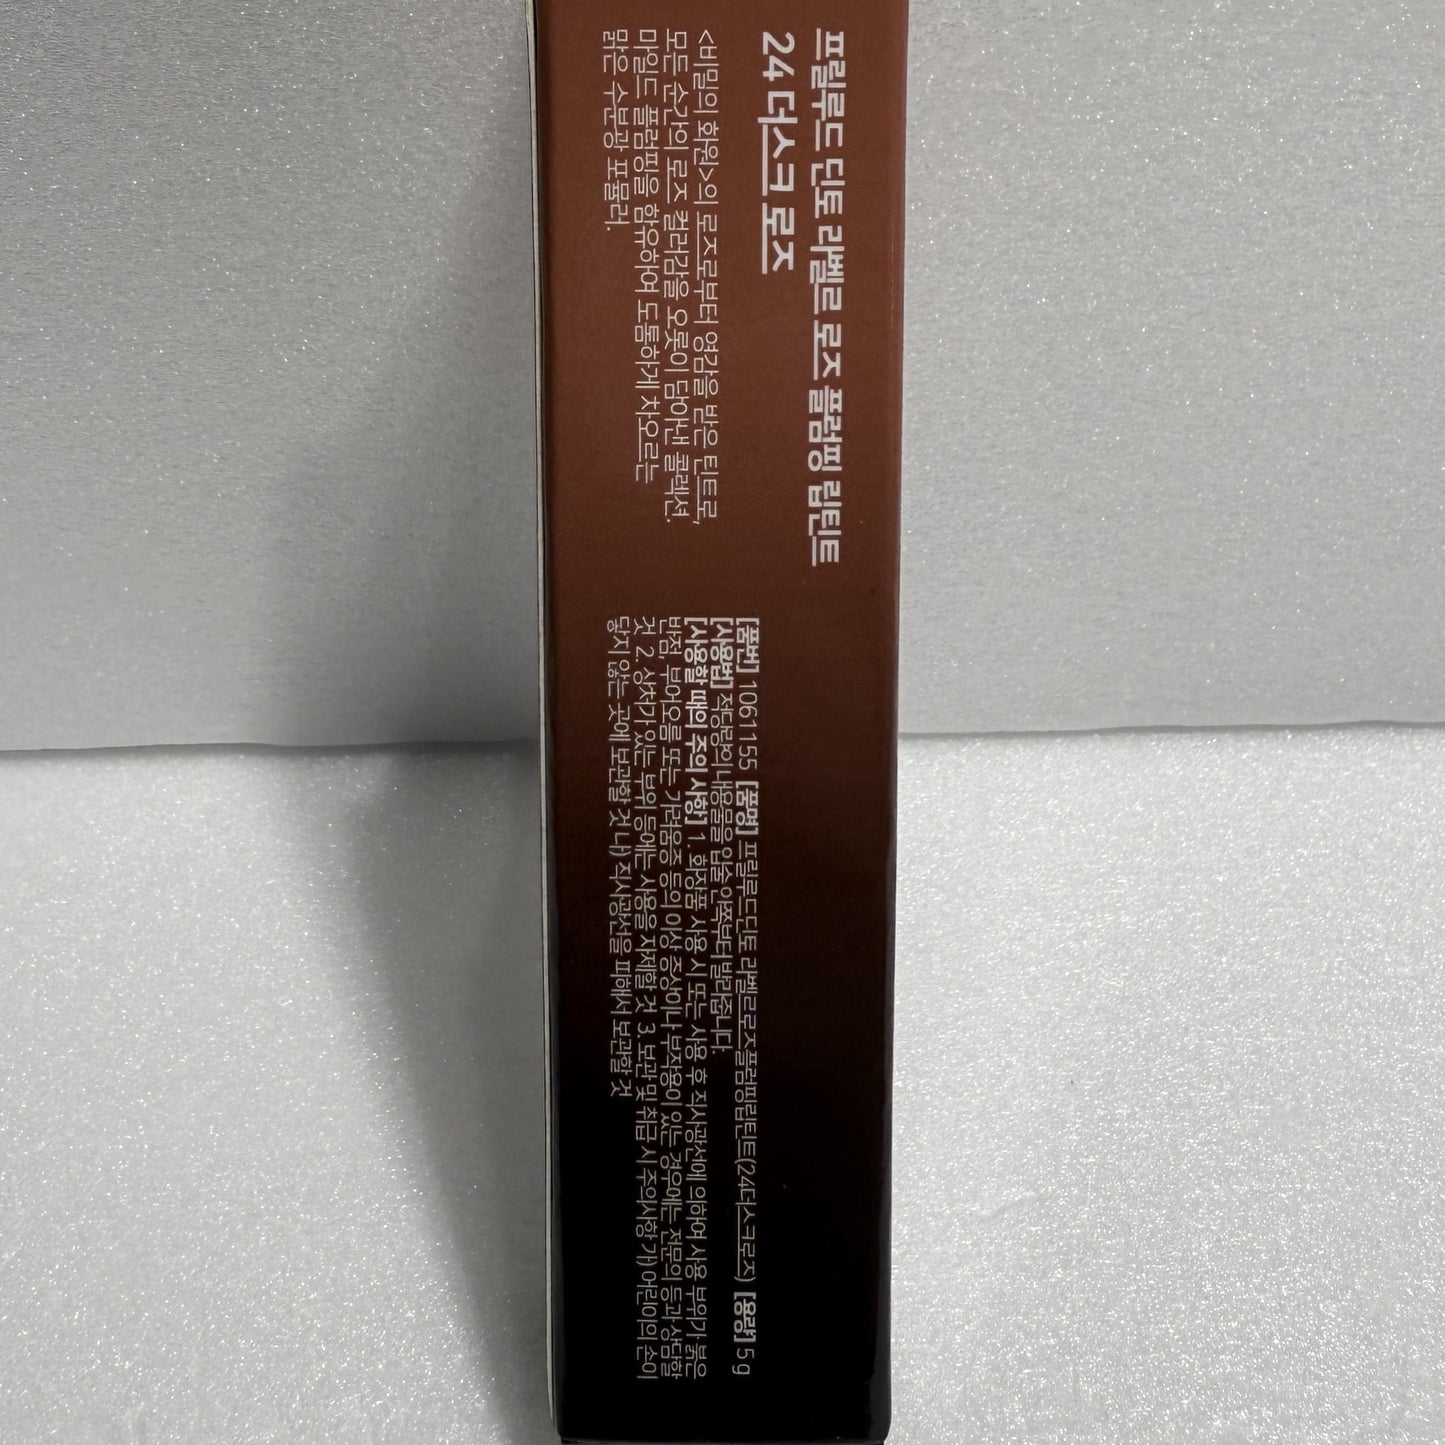 프릴루드 딘토 라벨르 로즈 플럼핑 립틴트
24 더스크 로즈
<비밀의 화원>의 로즈로부터 영감을 받은 틴트로,
모든 순간의 로즈 컬러감을 오롯이 담아낸 콜렉션.
마일드 플럼핑을 함유하여 도톰하게 차오르는
맑은 수분광 포뮬러.
[품번] 1061155 [품명] 프릴루드딘토 라벨르로즈플럼핑립틴트(24더스크로즈) [용량] 5 g
[사용법] 적당량의 내용물을 입술 안쪽부터 발라줍니다.
[사용할 때의 주의 사항] 1. 화장품 사용 시 또는 사용 후 직사광선에 의하여 사용 부위가 붉은
반점, 부어오름 또는 가려움증 등의 이상 증상이나 부작용이 있는 경우에는 전문의 등과 상담할
것 2. 상처가 있는 부위 등에는 사용을 자제할 것 3. 보관 및 취급 시 주의사항 가) 어린이의 손이
닿지 않는 곳에 보관할 것 나) 직사광선을 피해서 보관할 것